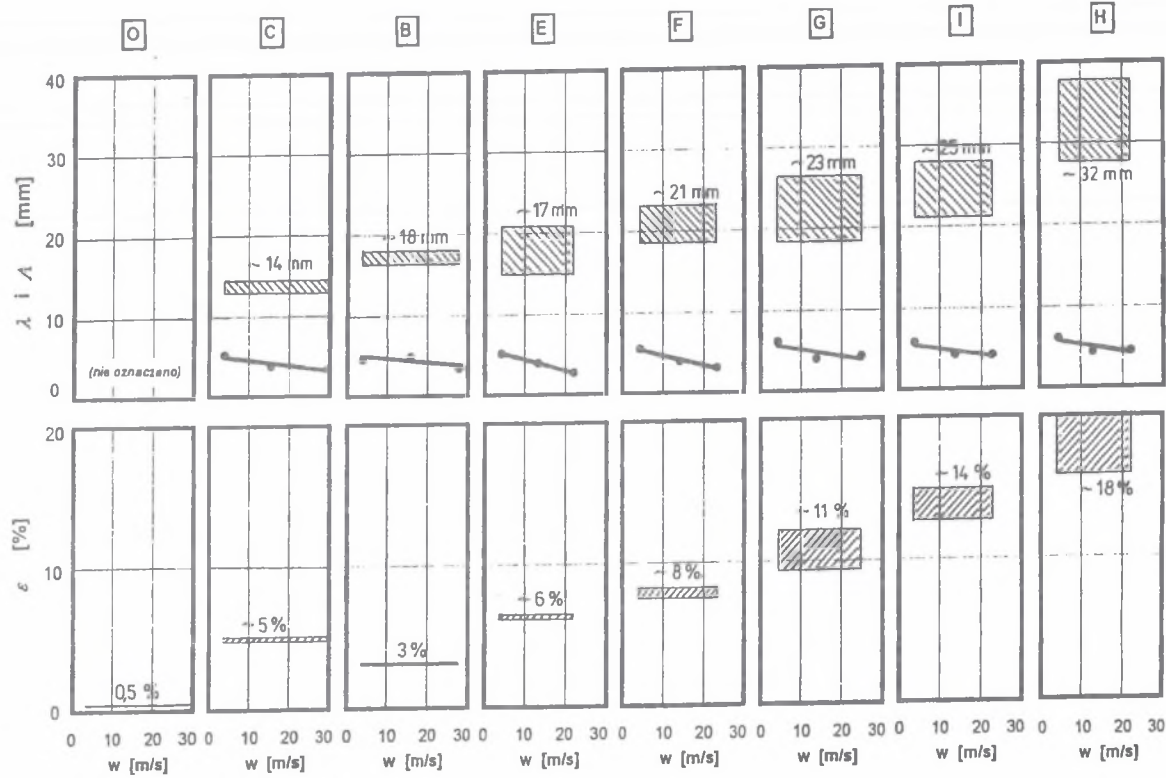 O C B E F G I H
40
30
20
10
0
λ i Λ [mm]
(nie oznaczono)
~ 14 mm
~ 18 mm
~ 17 mm
~ 21 mm
~ 23 mm
~ 25 mm
~ 32 mm
20
10
0
ε [%]
0,5 %
~ 5 %
3 %
~ 6 %
~ 8 %
~ 11 %
~ 14 %
~ 18 %
0 10 20 30 0 10 20 30 0 10 20 30 0 10 20 30 0 10 20 30 0 10 20 30 0 10 20 30 0 10 20 30
w [m/s] w [m/s] w [m/s] w [m/s] w [m/s] w [m/s] w [m/s] w [m/s]